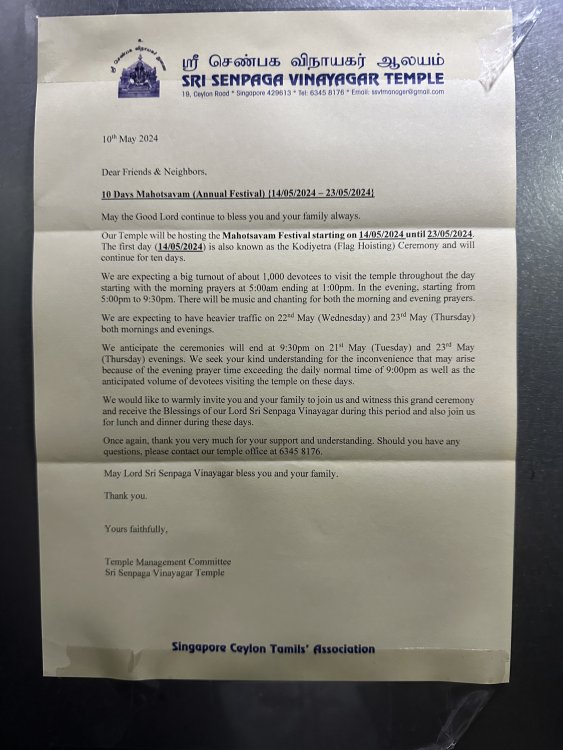 ஸ்ரீ செண்பக விநாயகர் ஆலயம்
SRI SENPAGA VINAYAGAR TEMPLE
19, Ceylon Road * Singapore 429613 * Tel: 6345 8176 * Email: ssvtmanager@gmail.com
10th May 2024
Dear Friends & Neighbors,
10 Days Mahotsavam (Annual Festival) {14/05/2024 – 23/05/2024}
May the Good Lord continue to bless you and your family always.
Our Temple will be hosting the Mahotsavam Festival starting on 14/05/2024 until 23/05/2024.
The first day (14/05/2024) is also known as the Kodiyetra (Flag Hoisting) Ceremony and will
continue for ten days.
We are expecting a big turnout of about 1,000 devotees to visit the temple throughout the day
starting with the morning prayers at 5:00am ending at 1:00pm. In the evening, starting from
5:00pm to 9:30pm. There will be music and chanting for both the morning and evening prayers.
We are expecting to have heavier traffic on 22nd May (Wednesday) and 23rd May (Thursday)
both mornings and evenings.
We anticipate the ceremonies will end at 9:30pm on 21st May (Tuesday) and 23rd May
(Thursday) evenings. We seek your kind understanding for the inconvenience that may arise
because of the evening prayer time exceeding the daily normal time of 9:00pm as well as the
anticipated volume of devotees visiting the temple on these days.
We would like to warmly invite you and your family to join us and witness this grand ceremony
and receive the Blessings of our Lord Sri Senpaga Vinayagar during this period and also join us
for lunch and dinner during these days.
Once again, thank you very much for your support and understanding. Should you have any
questions, please contact our temple office at 6345 8176.
May Lord Sri Senpaga Vinayagar bless you and your family.
Thank you.
Yours faithfully,
Temple Management Committee
Sri Senpaga Vinayagar Temple
Singapore Ceylon Tamils' Association